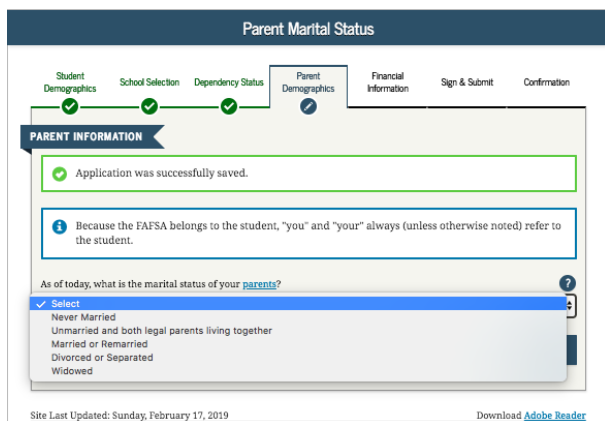 Parent Marital Status
Student Demographics
School Selection
Dependency Status
Parent Demographics
Financial Information
Sign & Submit
Confirmation
PARENT INFORMATION
Application was successfully saved.
Because the FAFSA belongs to the student, "you" and "your" always (unless otherwise noted) refer to
the student.
As of today, what is the marital status of your parents?
?
✓ Select
Never Married
Unmarried and both legal parents living together
Married or Remarried
Divorced or Separated
Widowed
Site Last Updated: Sunday, February 17, 2019
Download Adobe Reader